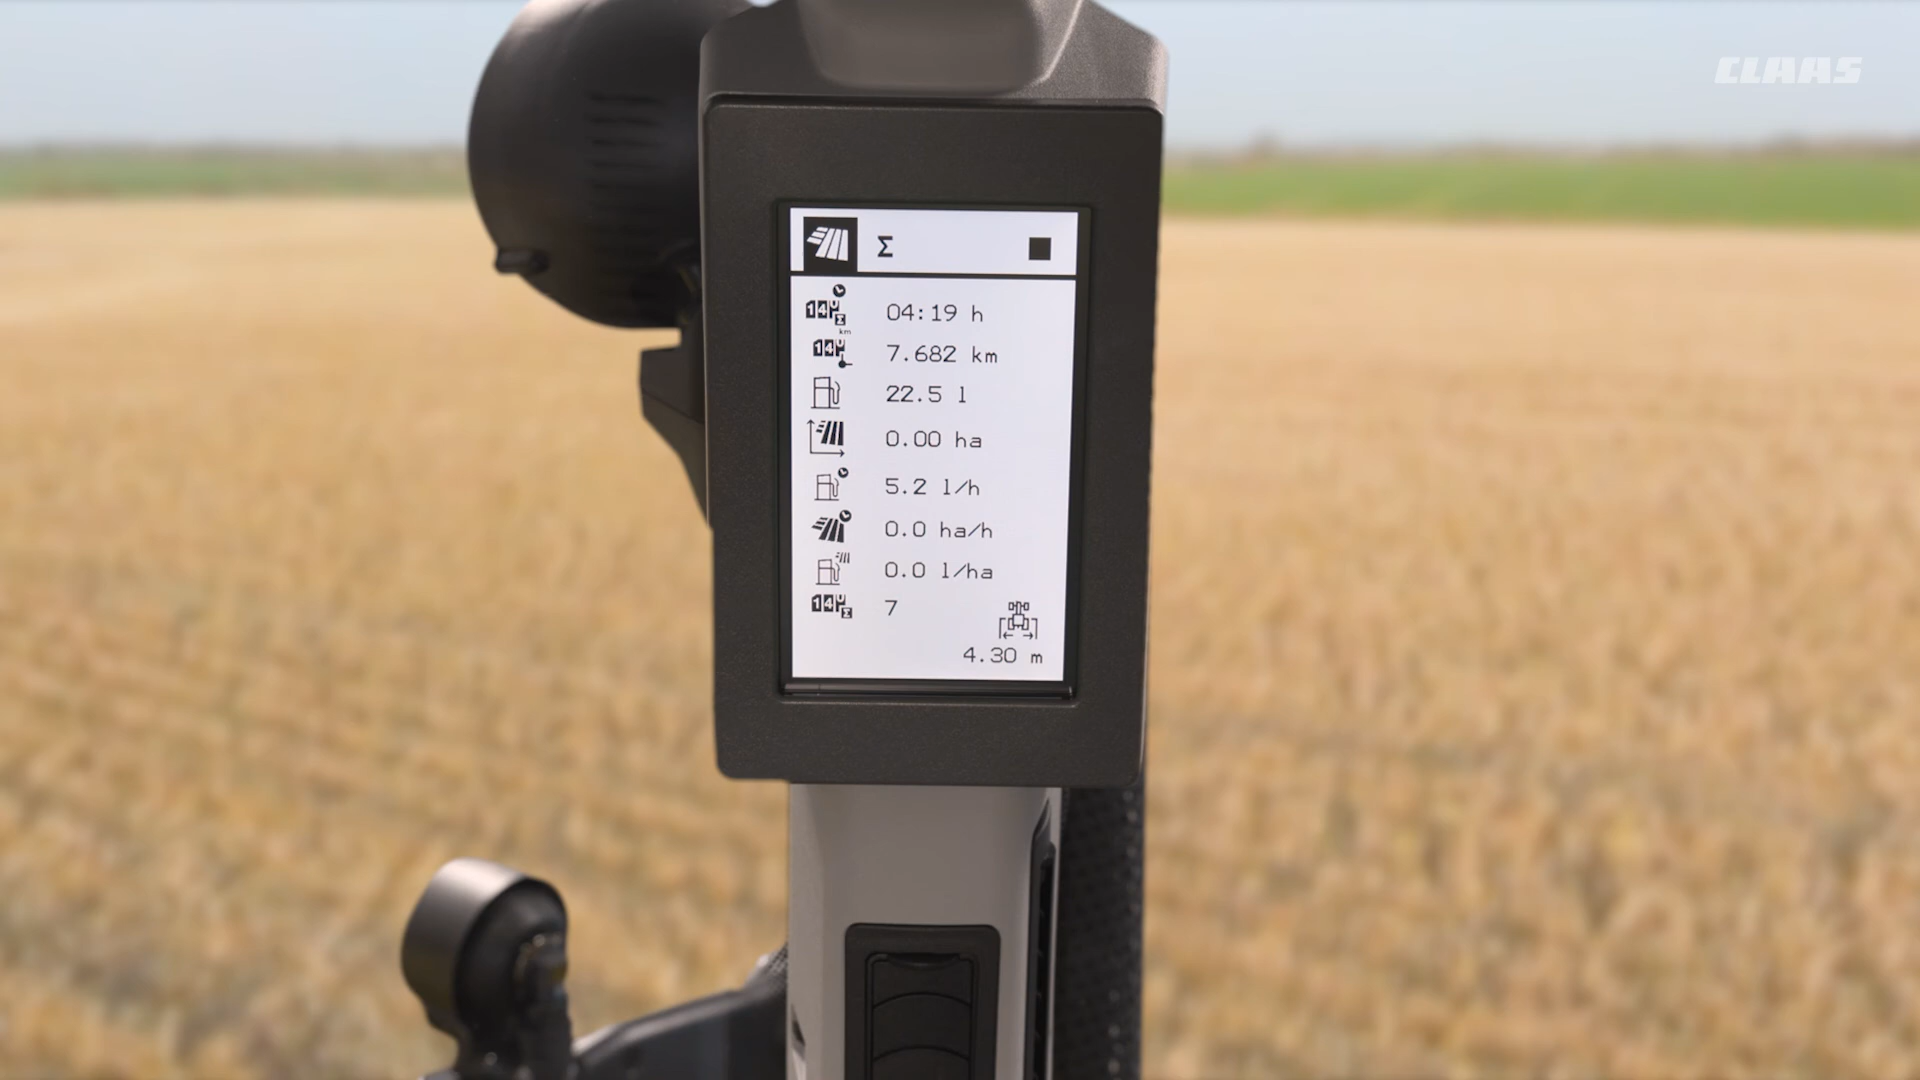 CLAAS
Σ
04:19 h
km
7.682 km
22.5 l
0.00 ha
5.2 l/h
0.0 ha/h
0.0 l/ha
7
4.30 m